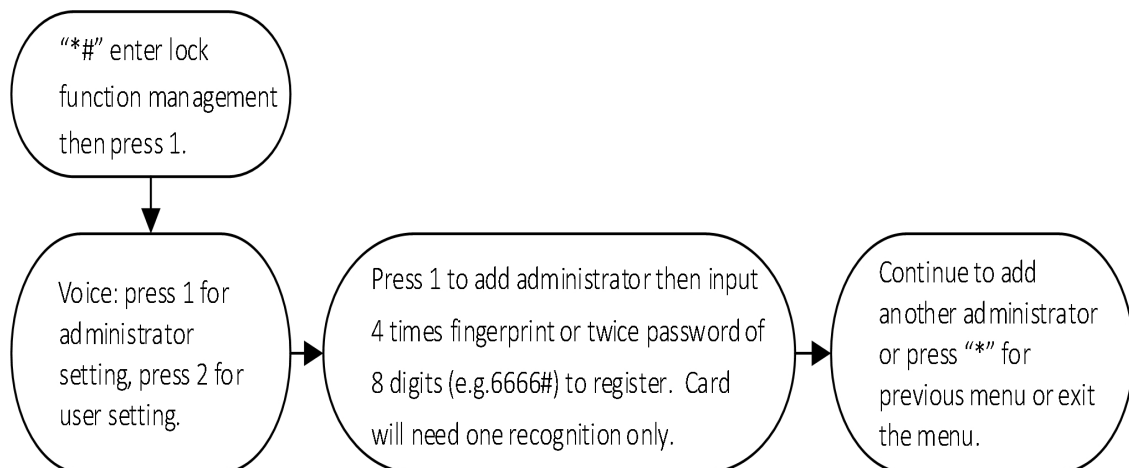 “*#” enter lock
function management
then press 1.
Voice: press 1 for
administrator
setting, press 2 for
user setting.
Press 1 to add administrator then input
4 times fingerprint or twice password of
8 digits (e.g.6666#) to register.  Card
will need one recognition only.
Continue to add
another administrator
or press “*” for
previous menu or exit
the menu.